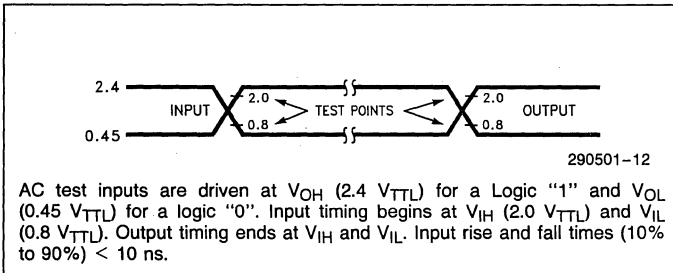 2.4
2.0
2.0
INPUT
TEST POINTS
OUTPUT
0.8
0.8
0.45
290501-12
AC test inputs are driven at VOH (2.4 VTTL) for a Logic "1" and VOL
(0.45 VTTL) for a logic "0". Input timing begins at VIH (2.0 VTTL) and VIL
(0.8 VTTL). Output timing ends at VIH and VIL. Input rise and fall times (10%
to 90%) < 10 ns.